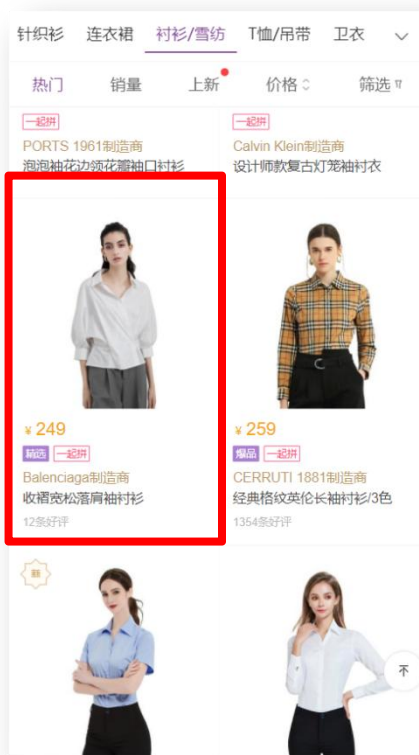 针织衫 连衣裙 衬衫/雪纺 T恤/吊带 卫衣
热门 销量 上新 价格 筛选
一起拼 一起拼
PORTS 1961制造商 Calvin Klein制造商
泡泡袖花边领花瓣袖口衬衫 设计师款复古灯笼袖衬衣
¥ 249 ¥ 259
精选 一起拼 爆品 一起拼
Balenciaga制造商 CERRUTI 1881制造商
收褶宽松落肩袖衬衫 经典格纹英伦长袖衬衫/3色
12条好评 1354条好评